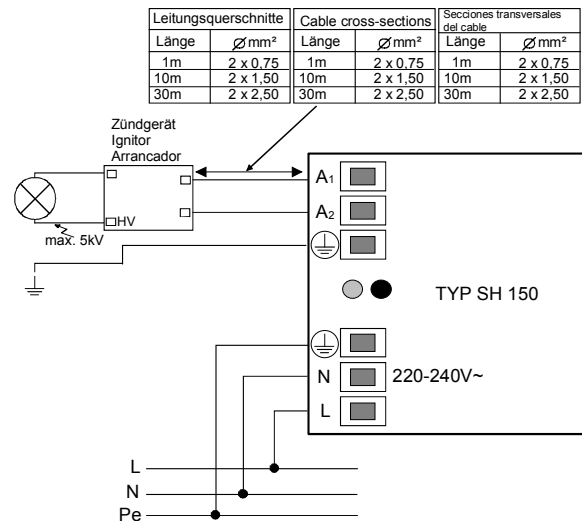 Leitungsquerschnitte Cable cross-sections Secciones transversales del cable
Länge Ø mm² Länge Ø mm² Länge Ø mm²
1m 2 x 0,75 1m 2 x 0,75 1m 2 x 0,75
10m 2 x 1,50 10m 2 x 1,50 10m 2 x 1,50
30m 2 x 2,50 30m 2 x 2,50 30m 2 x 2,50
Zündgerät
Ignitor
Arrancador
A1
A2
HV
max. 5kV
TYP SH 150
N 220-240V~
L
L
N
Pe